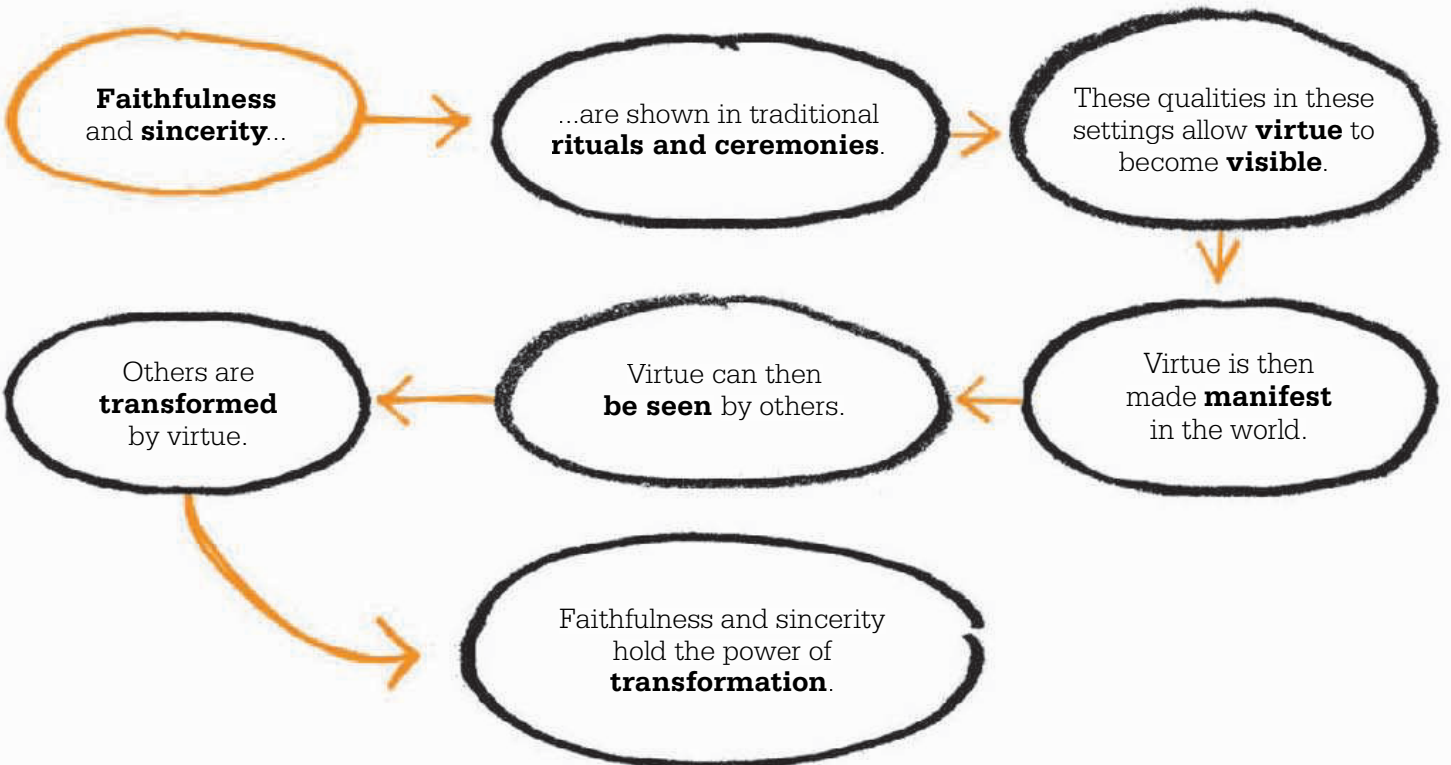 Faithfulness
and sincerity...
...are shown in traditional
rituals and ceremonies.
These qualities in these
settings allow virtue to
become visible.
Virtue is then
made manifest
in the world.
Virtue can then
be seen by others.
Others are
transformed
by virtue.
Faithfulness and sincerity
hold the power of
transformation.